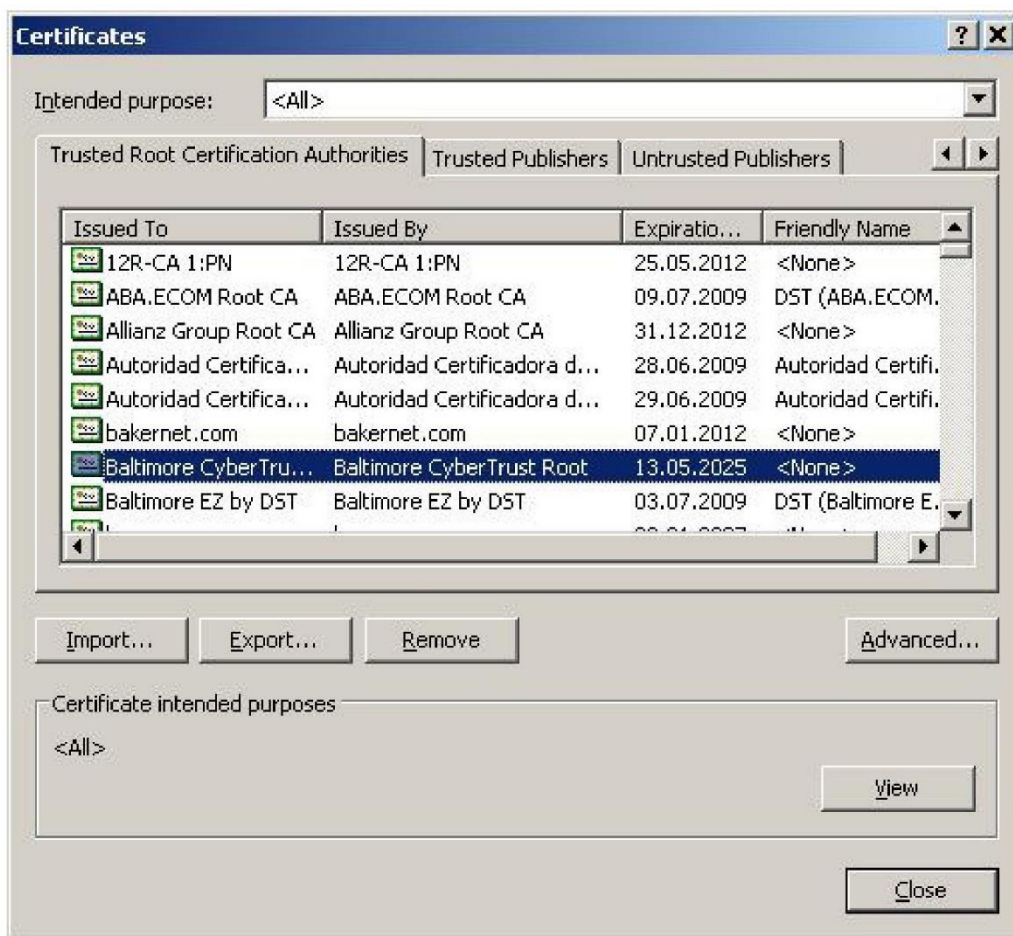 Certificates
Intended purpose: <All>
Trusted Root Certification Authorities Trusted Publishers Untrusted Publishers
Issued To Issued By Expiratio... Friendly Name
12R-CA 1:PN 12R-CA 1:PN 25.05.2012 <None>
ABA.ECOM Root CA ABA.ECOM Root CA 09.07.2009 DST (ABA.ECOM.
Allianz Group Root CA Allianz Group Root CA 31.12.2012 <None>
Autoridad Certifica... Autoridad Certificadora d... 28.06.2009 Autoridad Certifi.
Autoridad Certifica... Autoridad Certificadora d... 29.06.2009 Autoridad Certifi.
bakernet.com bakernet.com 07.01.2012 <None>
Baltimore CyberTru... Baltimore CyberTrust Root 13.05.2025 <None>
Baltimore EZ by DST Baltimore EZ by DST 03.07.2009 DST (Baltimore E.
Import... Export... Remove Advanced...
Certificate intended purposes
<All>
View
Close